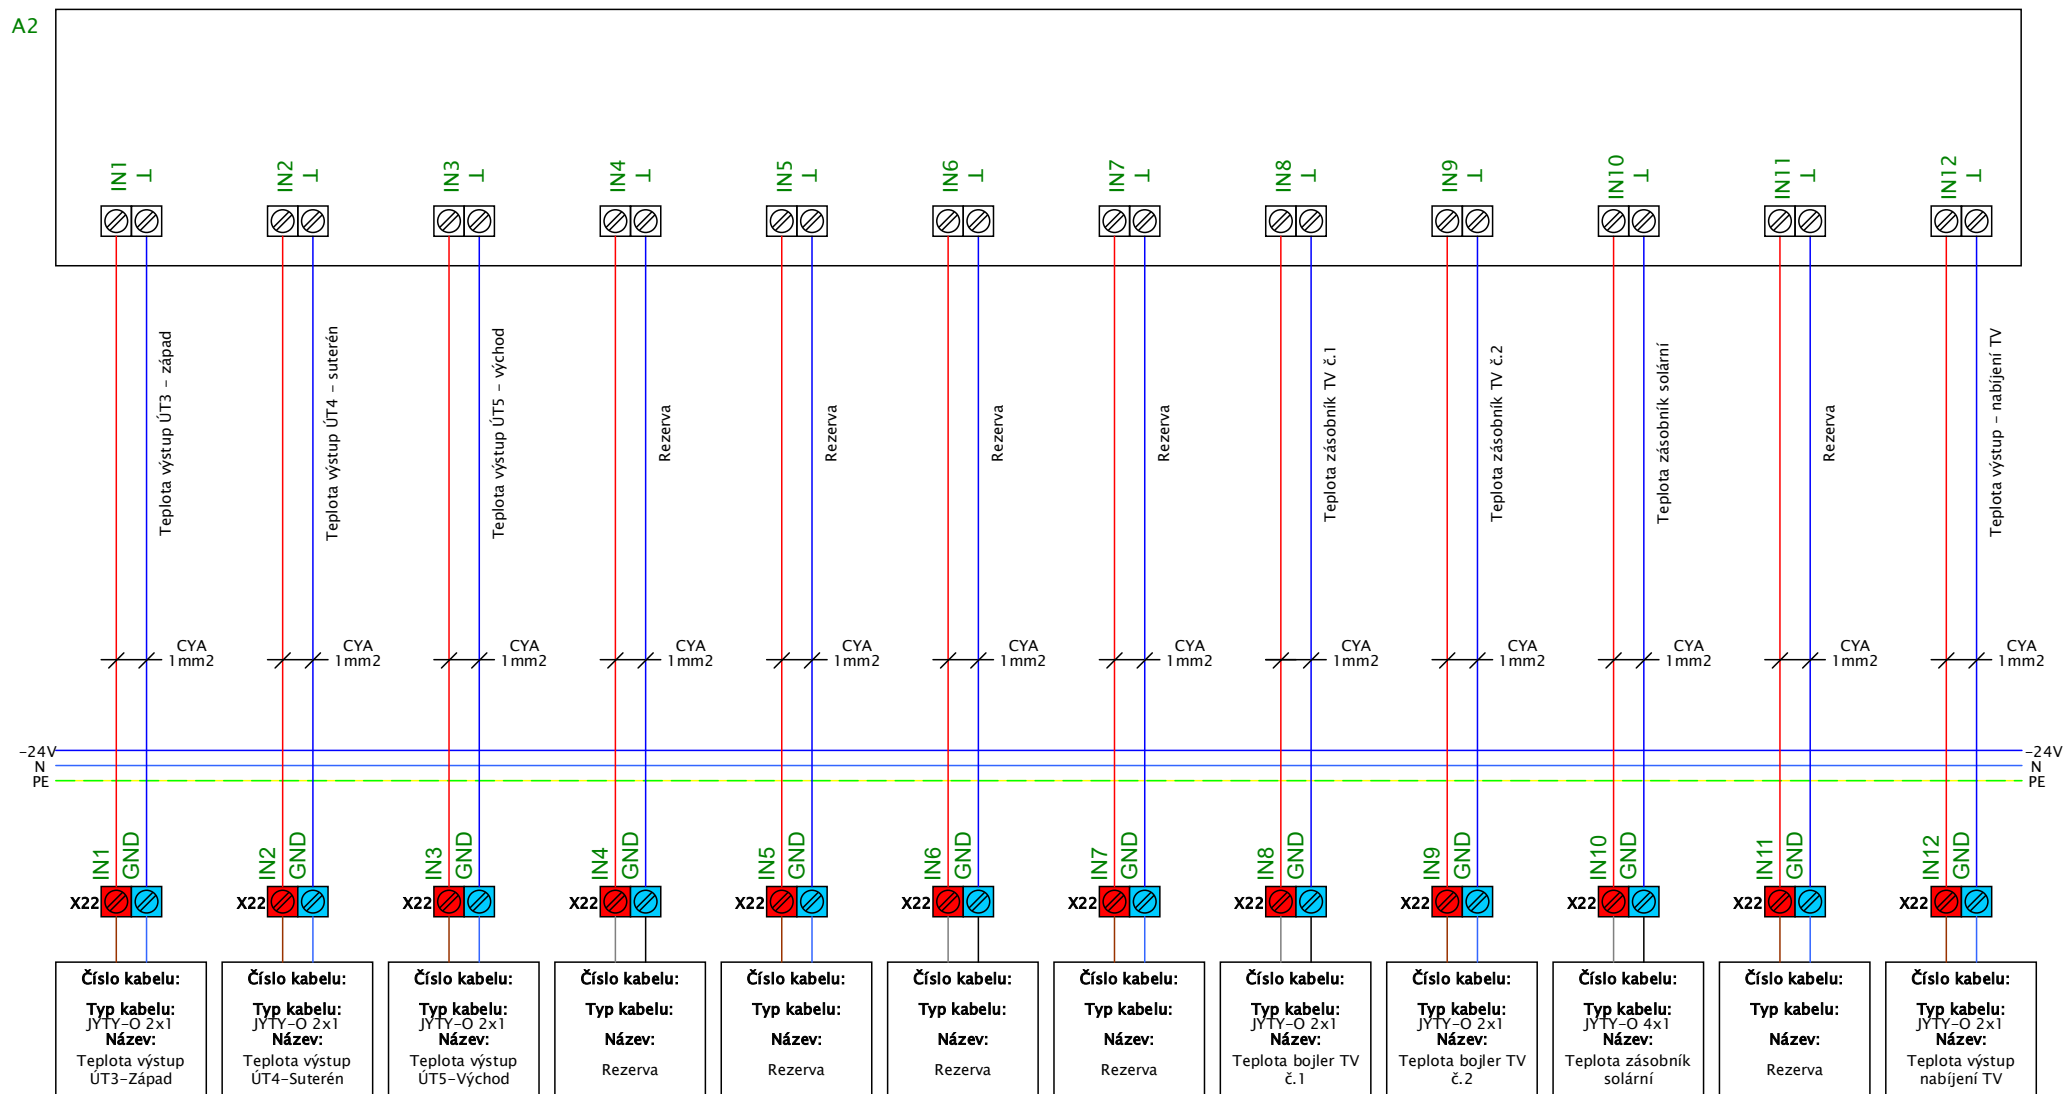 A2
IN1 ⊥ IN2 ⊥ IN3 ⊥ IN4 ⊥ IN5 ⊥ IN6 ⊥ IN7 ⊥ IN8 ⊥ IN9 ⊥ IN10 ⊥ IN11 ⊥ IN12 ⊥
Teplota výstup ÚT3 – západ
Teplota výstup ÚT4 – suterén
Teplota výstup ÚT5 – východ
Rezerva
Rezerva
Rezerva
Rezerva
Teplota zásobník TV č.1
Teplota zásobník TV č.2
Teplota zásobník solární
Rezerva
Teplota výstup – nabíjení TV
CYA CYA CYA CYA CYA CYA CYA CYA CYA CYA CYA CYA
1mm2 1mm2 1mm2 1mm2 1mm2 1mm2 1mm2 1mm2 1mm2 1mm2 1mm2 1mm2
-24V -24V
N N
PE PE
IN1 GND IN2 GND IN3 GND IN4 GND IN5 GND IN6 GND IN7 GND IN8 GND IN9 GND IN10 GND IN11 GND IN12 GND
X22 X22 X22 X22 X22 X22 X22 X22 X22 X22 X22 X22
Číslo kabelu:
Typ kabelu:
JYTY-O 2x1
Název:
Teplota výstup
ÚT3-Západ
Číslo kabelu:
Typ kabelu:
JYTY-O 2x1
Název:
Teplota výstup
ÚT4-Suterén
Číslo kabelu:
Typ kabelu:
JYTY-O 2x1
Název:
Teplota výstup
ÚT5-Východ
Číslo kabelu:
Typ kabelu:
Název:
Rezerva
Číslo kabelu:
Typ kabelu:
Název:
Rezerva
Číslo kabelu:
Typ kabelu:
Název:
Rezerva
Číslo kabelu:
Typ kabelu:
Název:
Rezerva
Číslo kabelu:
Typ kabelu:
JYTY-O 2x1
Název:
Teplota bojler TV
č.1
Číslo kabelu:
Typ kabelu:
JYTY-O 2x1
Název:
Teplota bojler TV
č.2
Číslo kabelu:
Typ kabelu:
JYTY-O 4x1
Název:
Teplota zásobník
solární
Číslo kabelu:
Typ kabelu:
Název:
Rezerva
Číslo kabelu:
Typ kabelu:
JYTY-O 2x1
Název:
Teplota výstup
nabíjení TV